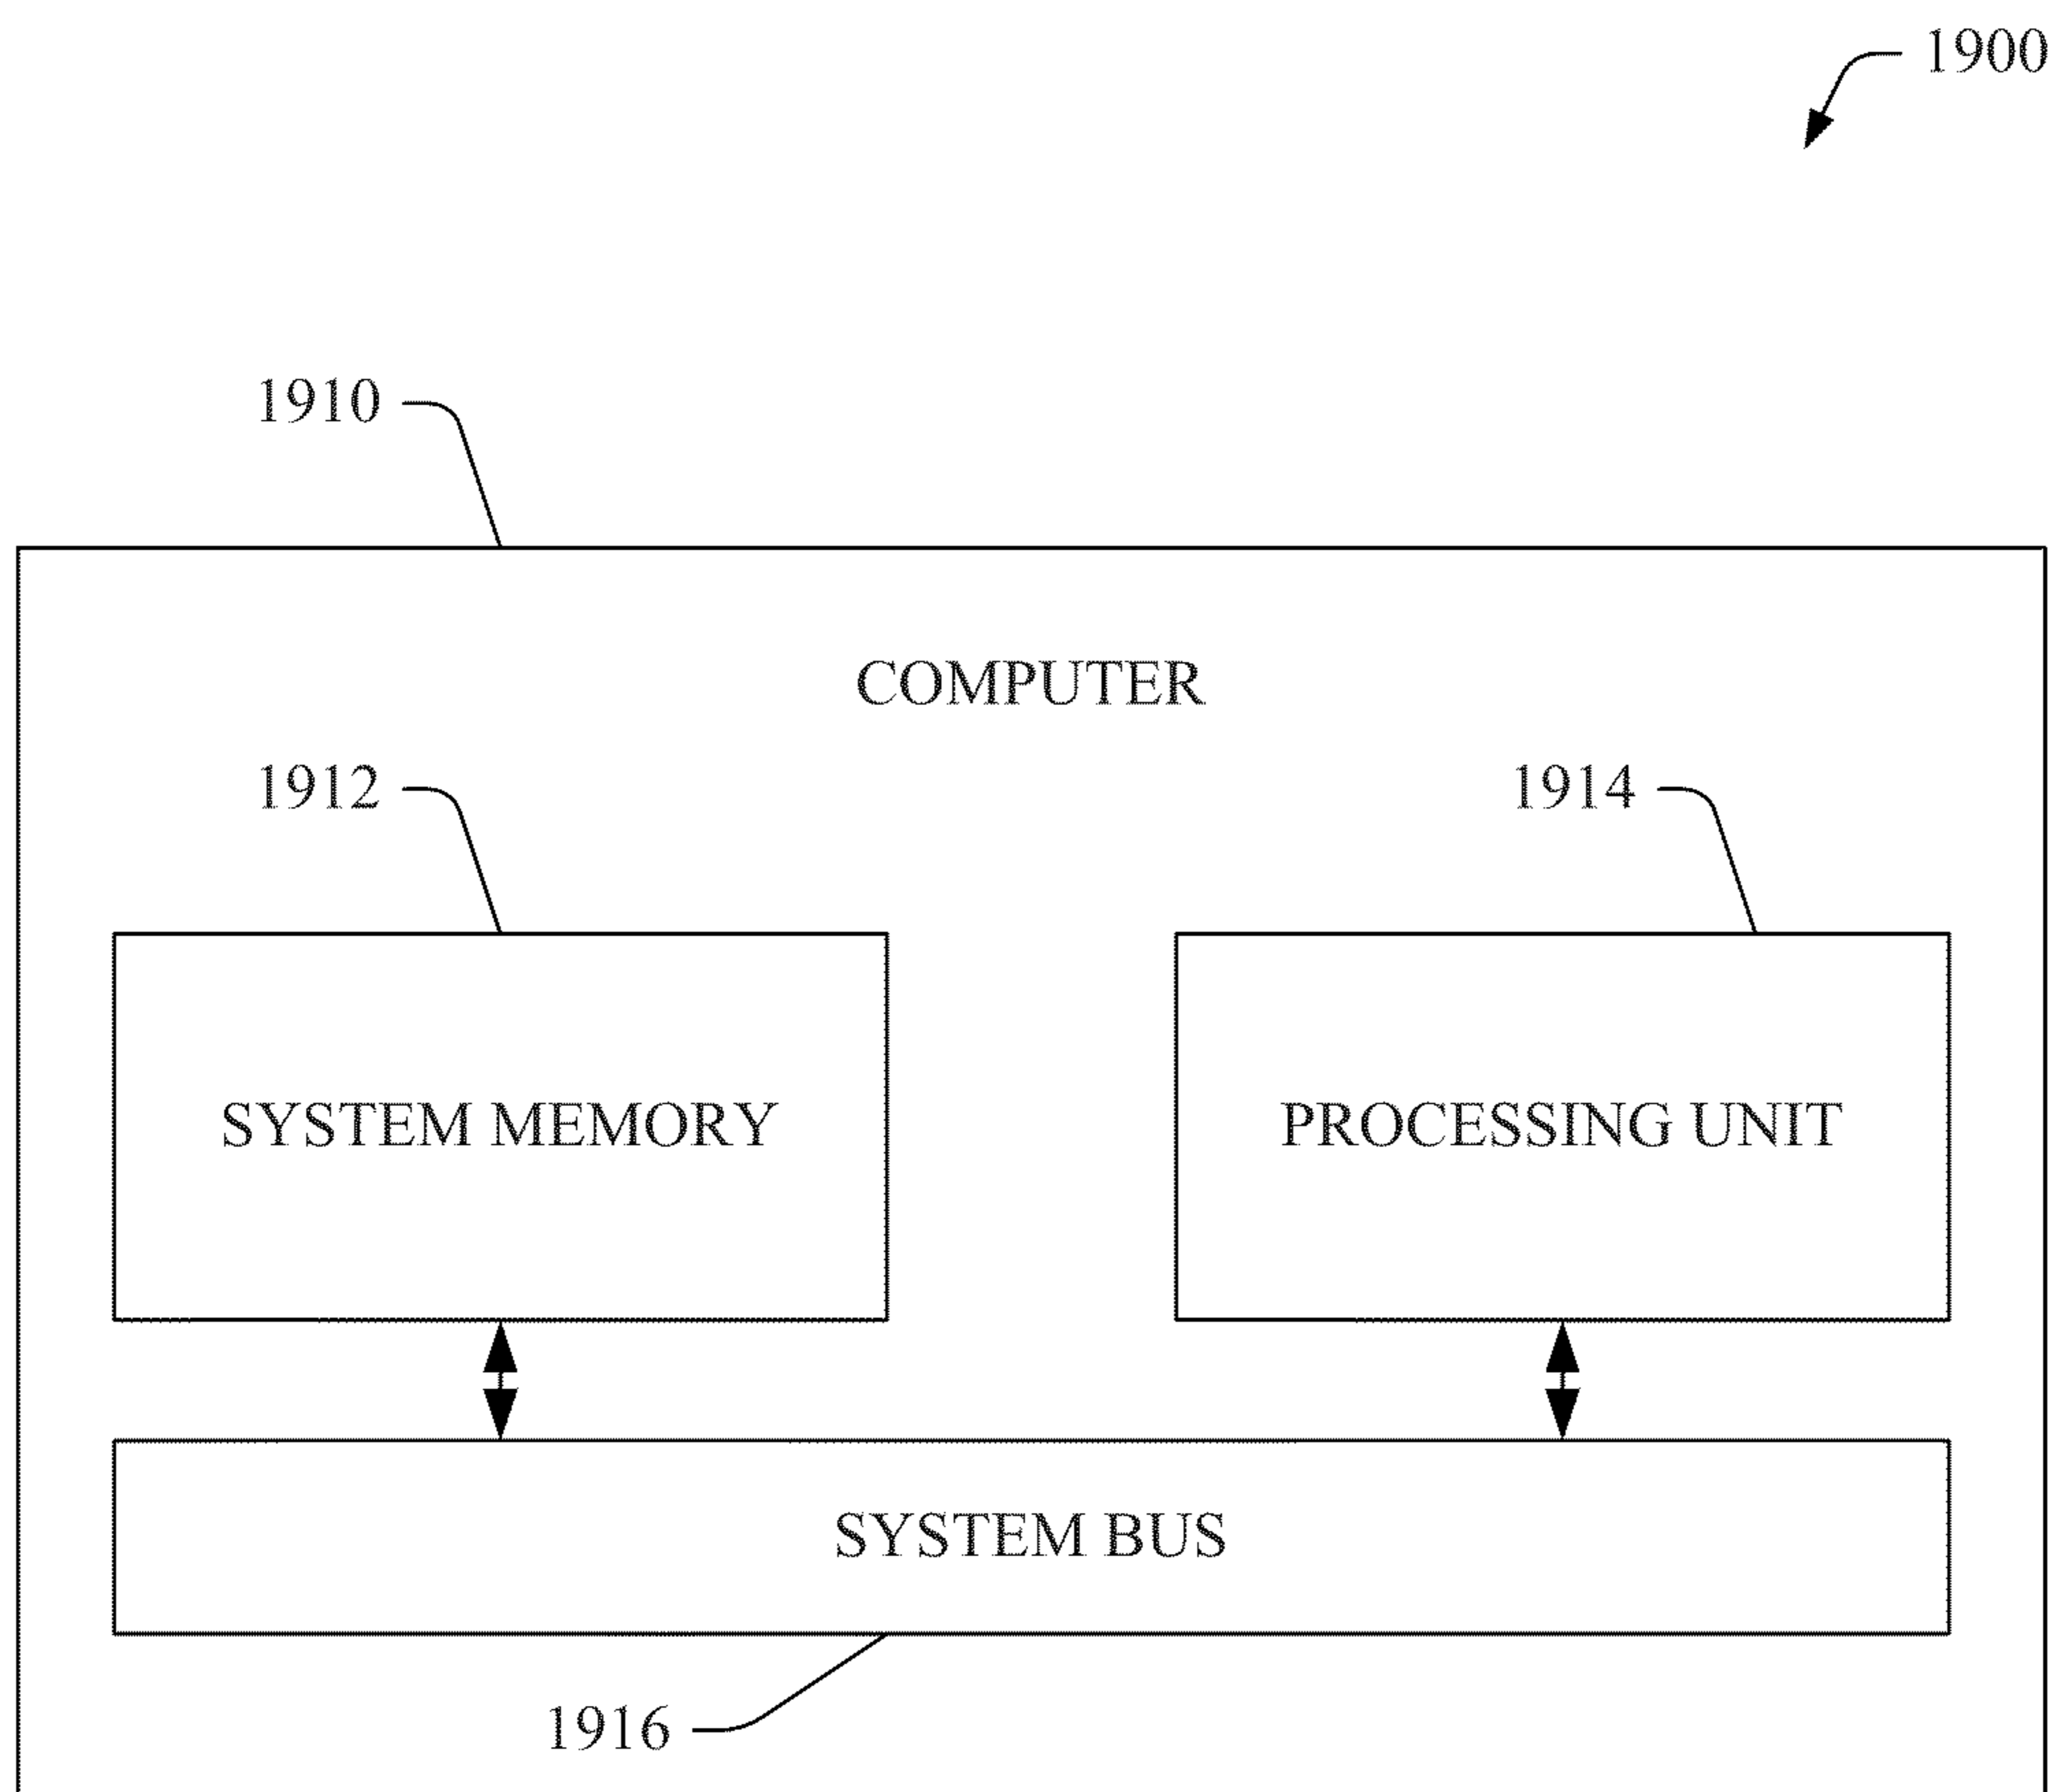 1900
1910
COMPUTER
1912
1914
SYSTEM MEMORY
PROCESSING UNIT
SYSTEM BUS
1916